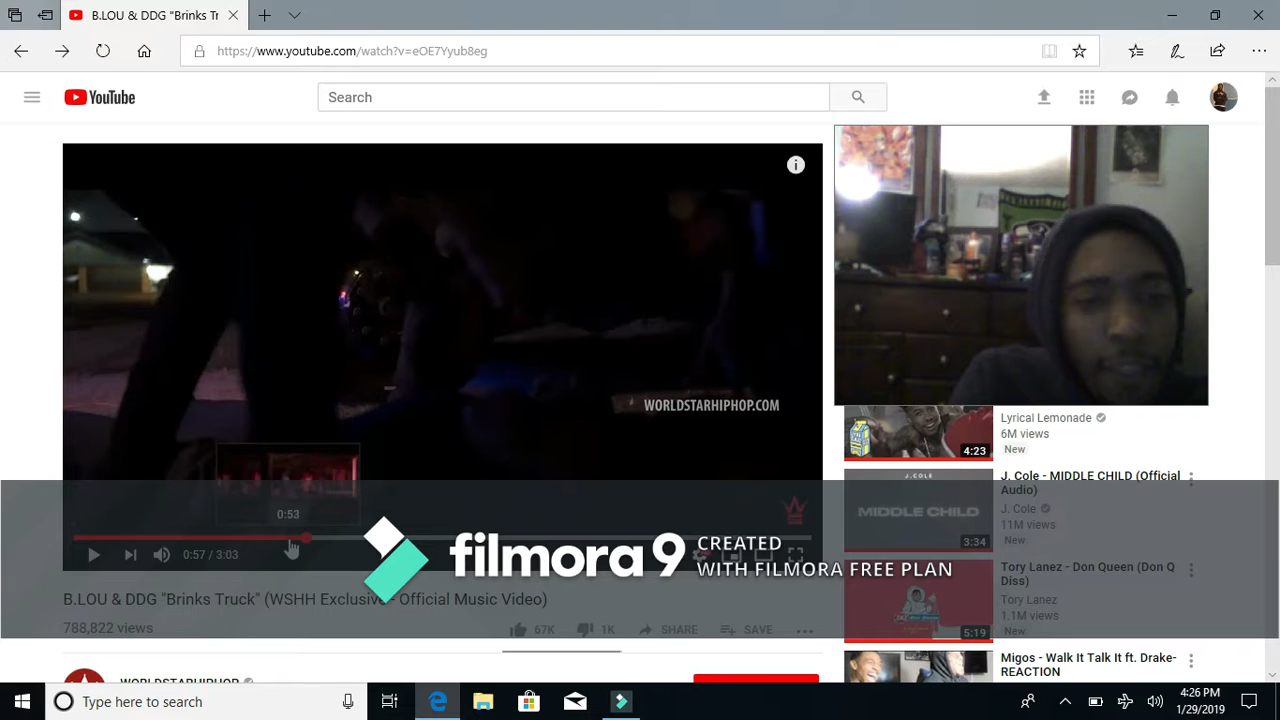 B.LOU & DDG "Brinks Tr
https://www.youtube.com/watch?v=eOE7Yyub8eg
YouTube
Search
WORLDSTARHIPHOP.COM
0:53
0:57 / 3:03
filmora9
CREATED
WITH FILMORA FREE PLAN
B.LOU & DDG "Brinks Truck" (WSHH Exclusive - Official Music Video)
788,822 views
67K
1K
SHARE
SAVE
WORLDSTARHIPHOP
Lyrical Lemonade
6M views
New
4:23
J. Cole - MIDDLE CHILD (Official
Audio)
J. Cole
11M views
New
J.COLE
MIDDLE CHILD
3:34
Tory Lanez - Don Queen (Don Q
Diss)
Tory Lanez
1.1M views
New
5:19
Migos - Walk It Talk It ft. Drake-
REACTION
Type here to search
4:26 PM
1/29/2019